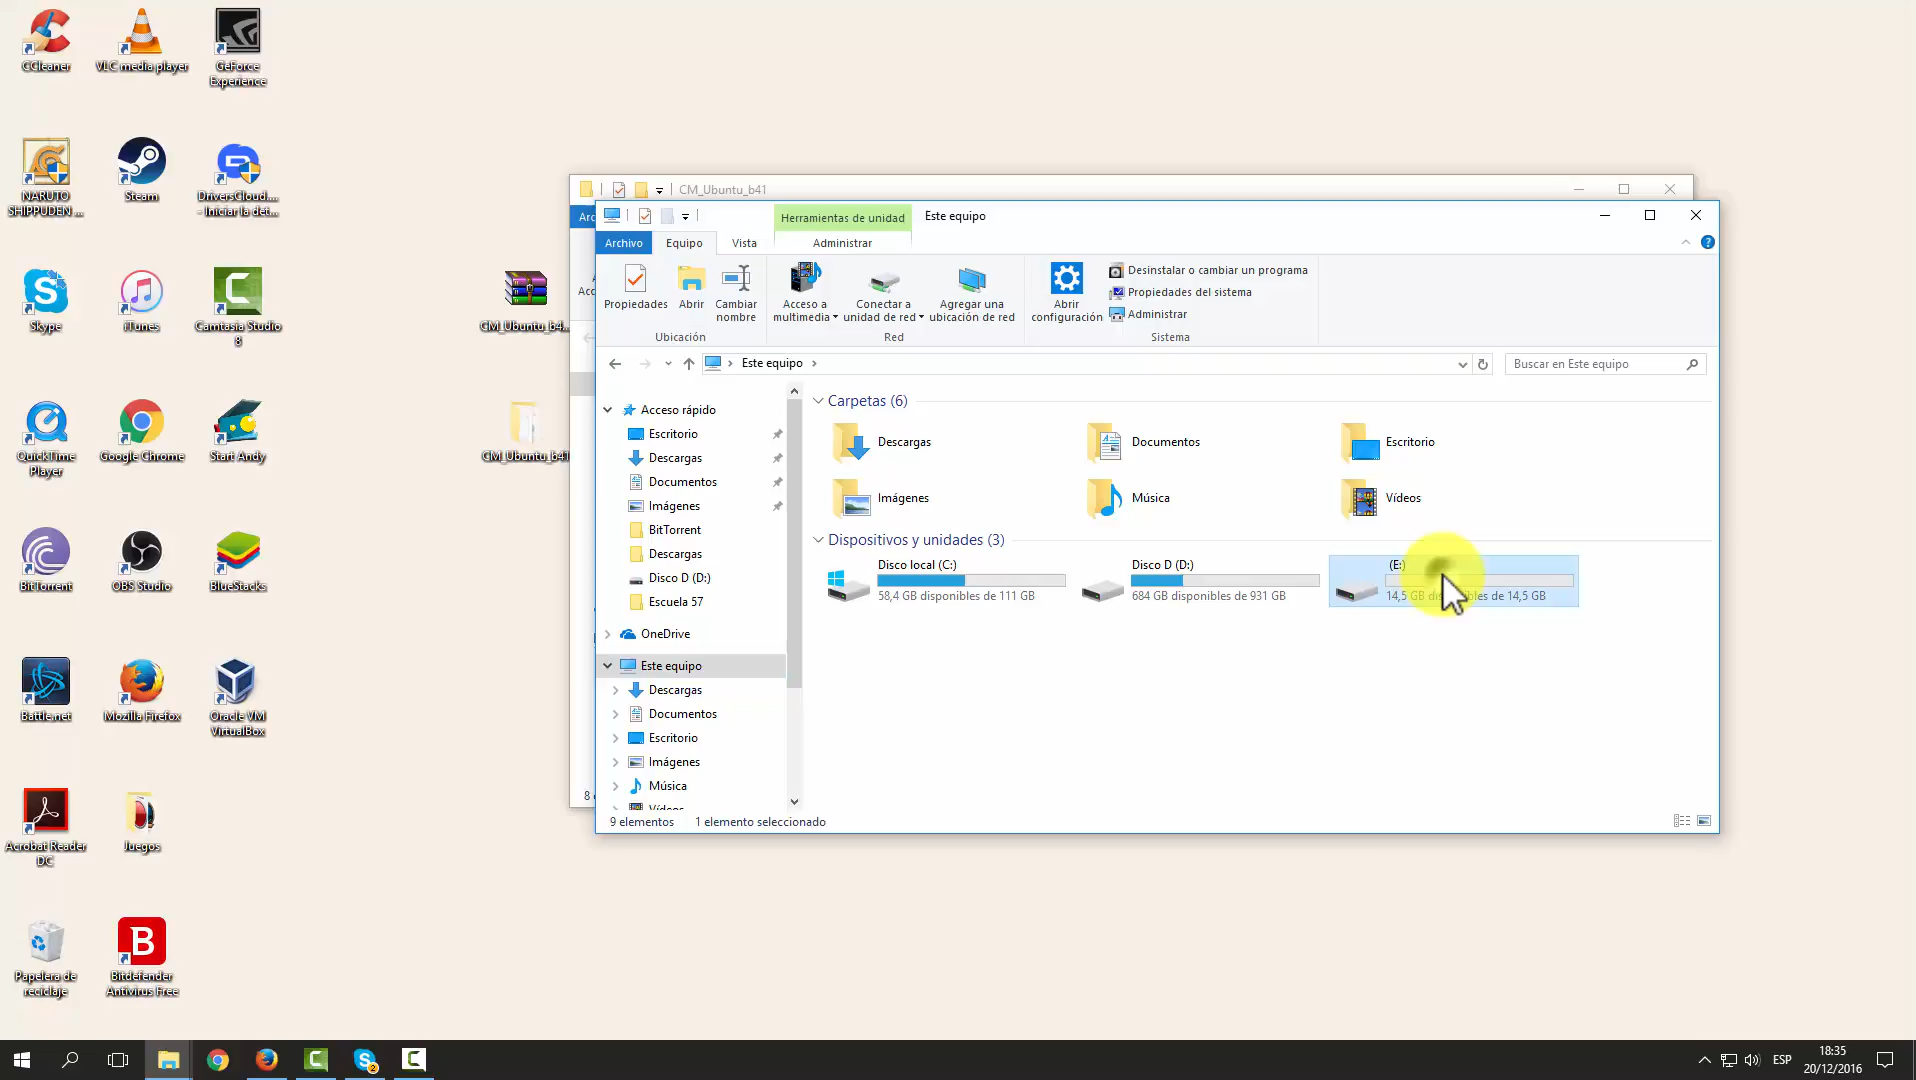 CCleaner
VLC media player
GeForce
Experience
NARUTO
SHIPPUDEN ...
Steam
DriversCloud....
- Iniciar la det...
Skype
iTunes
Camtasia Studio
8
QuickTime
Player
Google Chrome
Start Andy
BitTorrent
OBS Studio
BlueStacks
Battle.net
Mozilla Firefox
Oracle VM
VirtualBox
Acrobat Reader
DC
Juegos
Papelera de
reciclaje
Bitdefender
Antivirus Free
CM_Ubuntu_b4...
CM_Ubuntu_b41
CM_Ubuntu_b41
Herramientas de unidad
Este equipo
Archivo
Equipo
Vista
Administrar
Propiedades
Abrir
Cambiar
nombre
Ubicación
Acceso a
multimedia
Conectar a
unidad de red
Agregar una
ubicación de red
Red
Abrir
configuración
Desinstalar o cambiar un programa
Propiedades del sistema
Administrar
Sistema
Este equipo
Buscar en Este equipo
Acceso rápido
Escritorio
Descargas
Documentos
Imágenes
BitTorrent
Descargas
Disco D (D:)
Escuela 57
OneDrive
Este equipo
Descargas
Documentos
Escritorio
Imágenes
Música
Vídeos
Carpetas (6)
Descargas
Documentos
Escritorio
Imágenes
Música
Vídeos
Dispositivos y unidades (3)
Disco local (C:)
58,4 GB disponibles de 111 GB
Disco D (D:)
684 GB disponibles de 931 GB
(E:)
14,5 GB disponibles de 14,5 GB
9 elementos
1 elemento seleccionado
ESP
18:35
20/12/2016